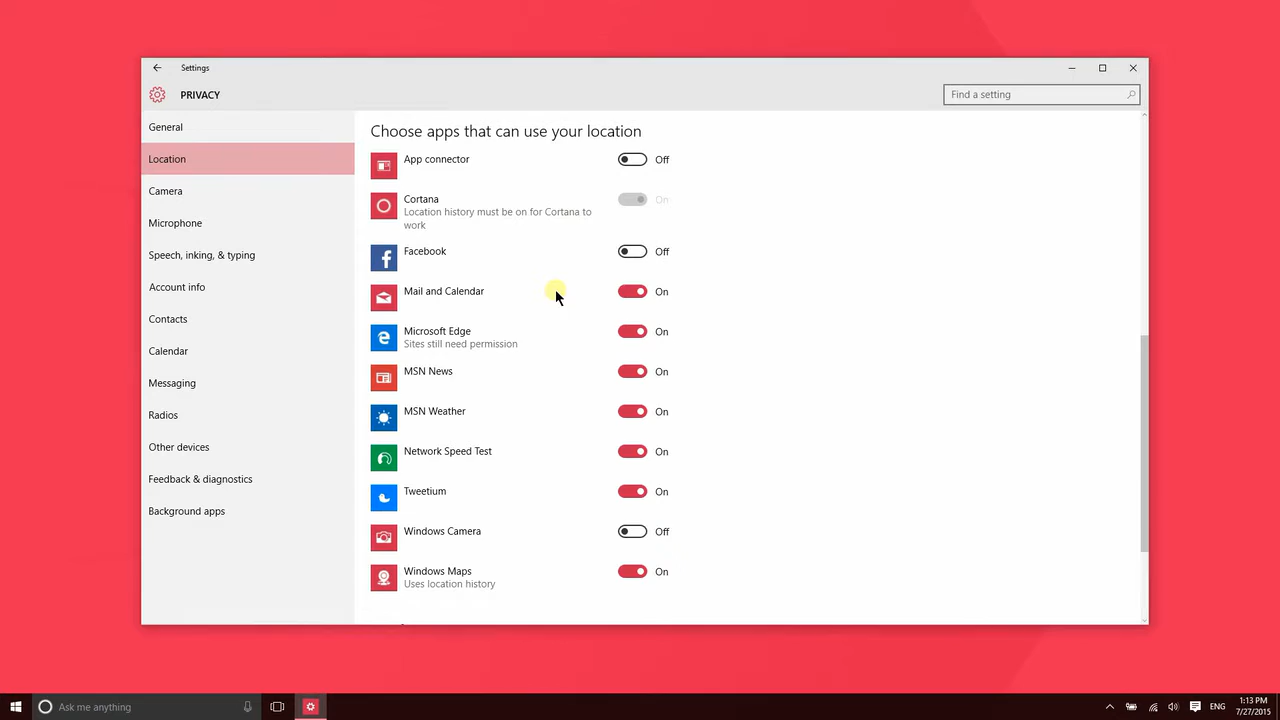 Settings
PRIVACY
Find a setting
General
Location
Camera
Microphone
Speech, inking, & typing
Account info
Contacts
Calendar
Messaging
Radios
Other devices
Feedback & diagnostics
Background apps
Choose apps that can use your location
App connector Off
Cortana On
Location history must be on for Cortana to
work
Facebook Off
Mail and Calendar On
Microsoft Edge On
Sites still need permission
MSN News On
MSN Weather On
Network Speed Test On
Tweetium On
Windows Camera Off
Windows Maps On
Uses location history
Ask me anything
ENG
1:13 PM
7/27/2015